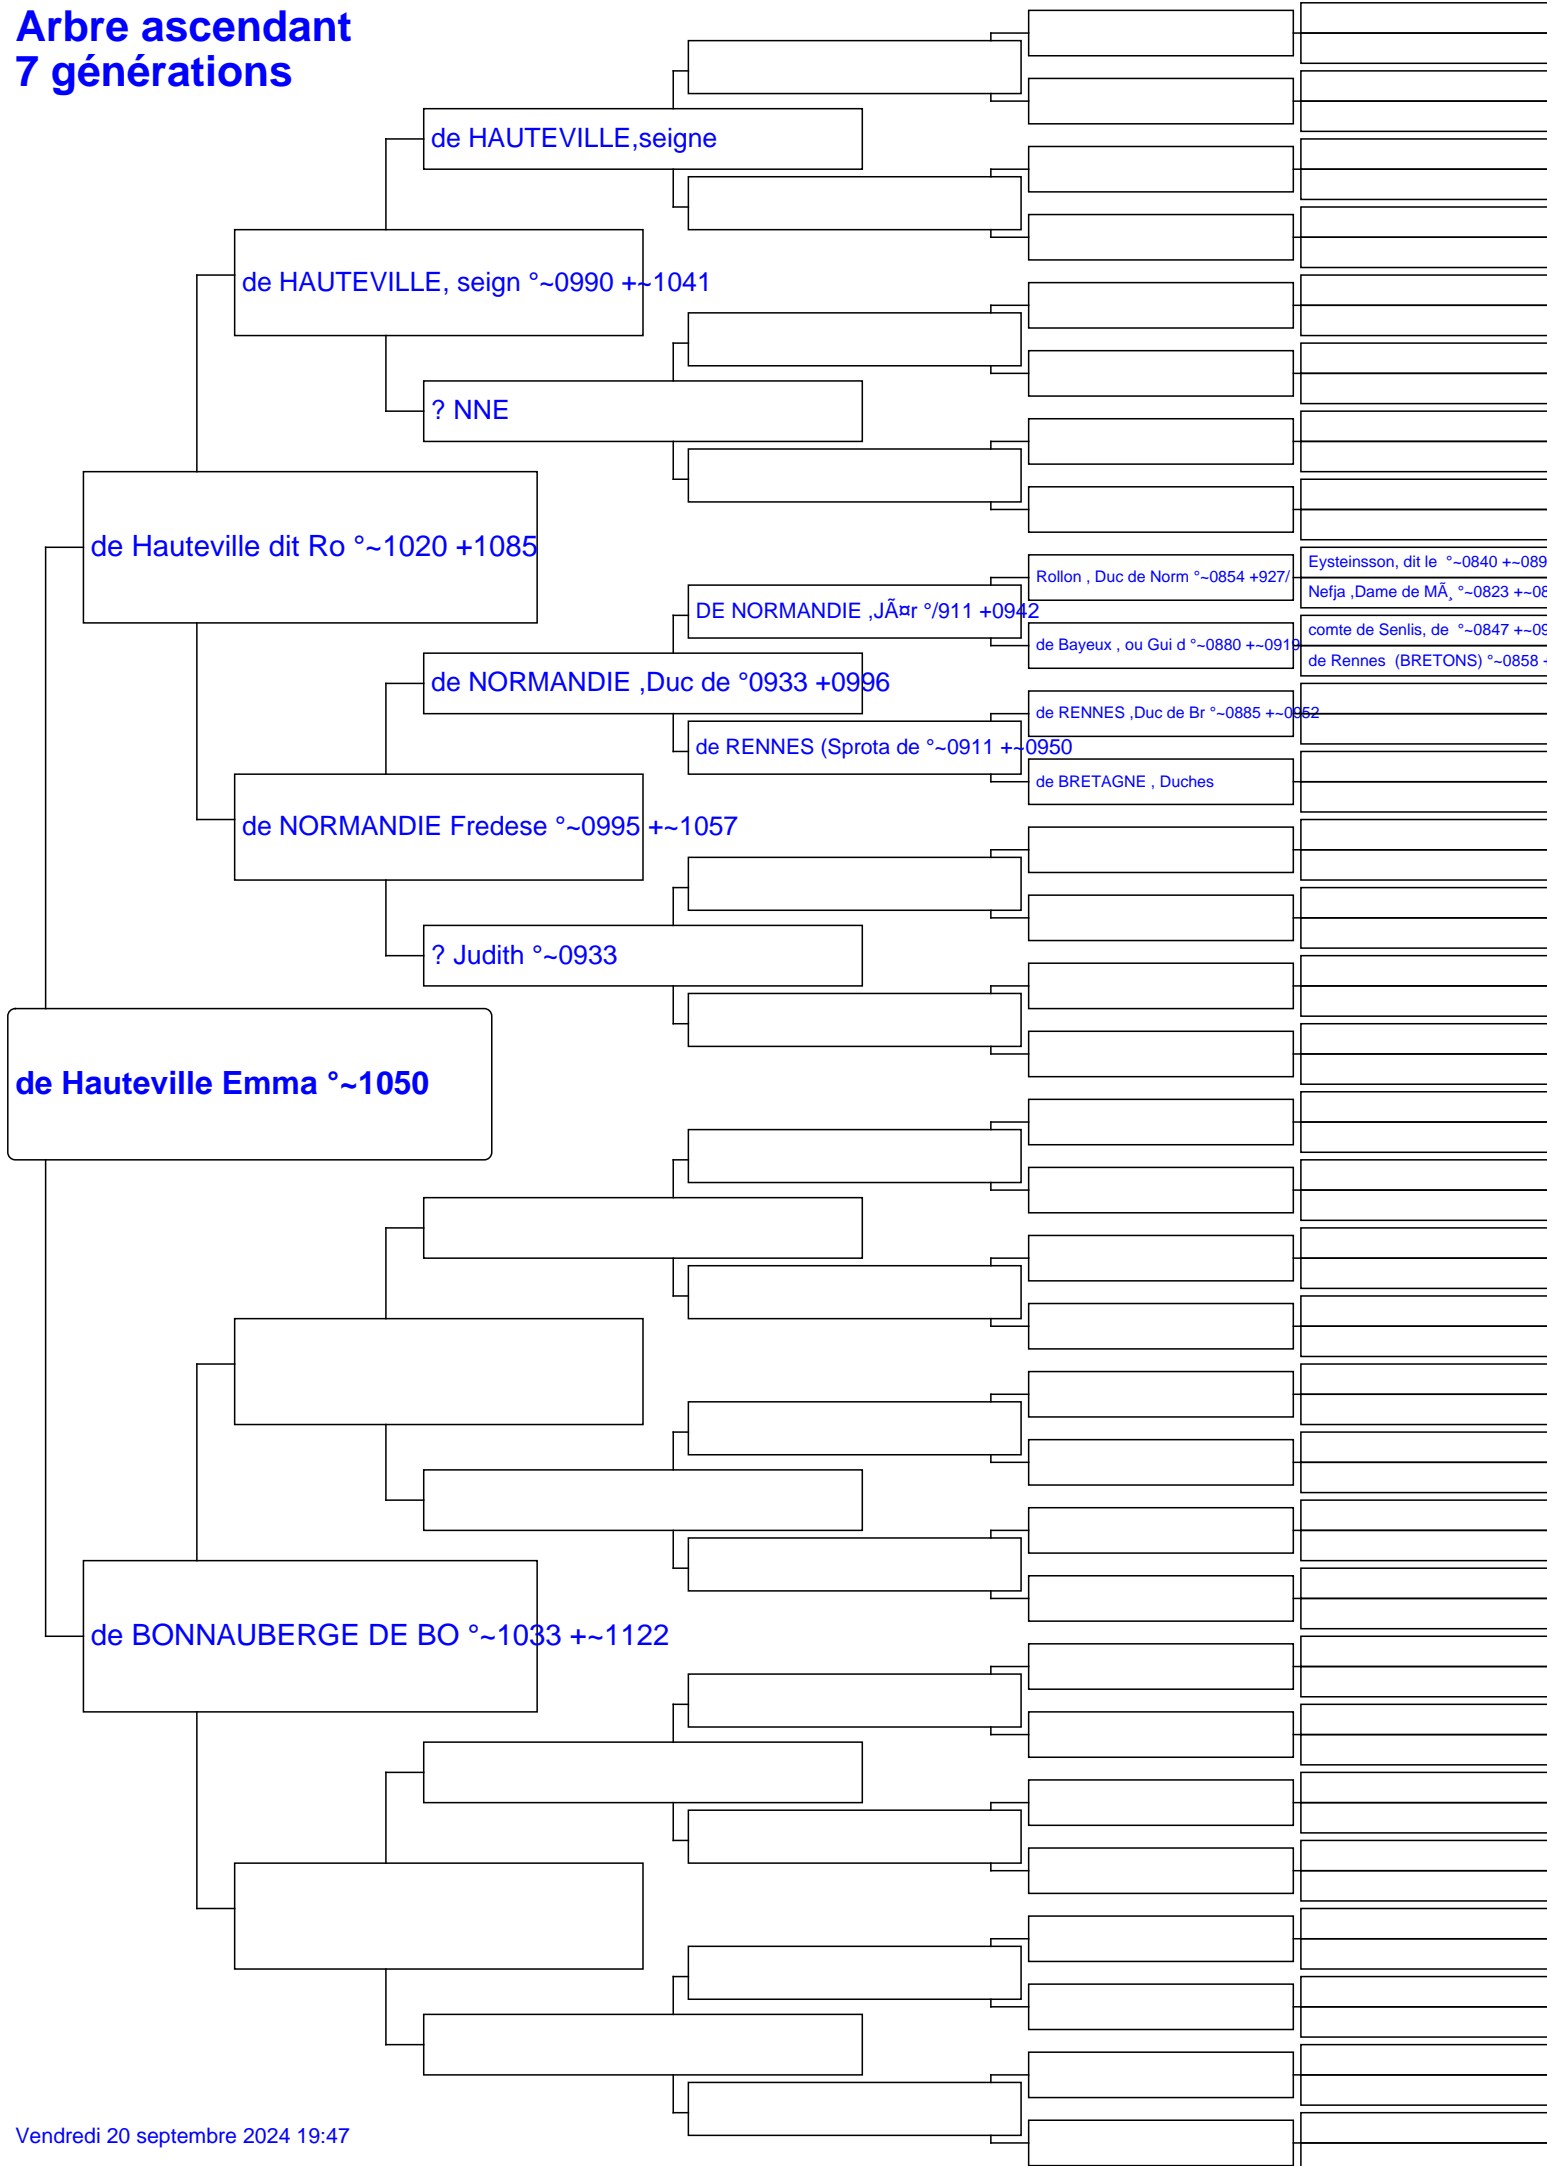 Arbre ascendant
7 générations
de HAUTEVILLE,seigne
de HAUTEVILLE, seign °~0990 +~1041
? NNE
de Hauteville dit Ro °~1020 +1085
Eysteinsson, dit le °~0840 +~089
Rollon , Duc de Norm °~0854 +927/
Nefja ,Dame de MÃ¸ °~0823 +~08
DE NORMANDIE ,JÃ¤r °/911 +0942
comte de Senlis, de °~0847 +~09
de Bayeux , ou Gui d °~0880 +~0919
de Rennes (BRETONS) °~0858 +
de NORMANDIE ,Duc de °0933 +0996
de RENNES ,Duc de Br °~0885 +~0952
de RENNES (Sprota de °~0911 +~0950
de BRETAGNE , Duches
de NORMANDIE Fredese °~0995 +~1057
? Judith °~0933
de Hauteville Emma °~1050
de BONNAUBERGE DE BO °~1033 +~1122
Vendredi 20 septembre 2024 19:47